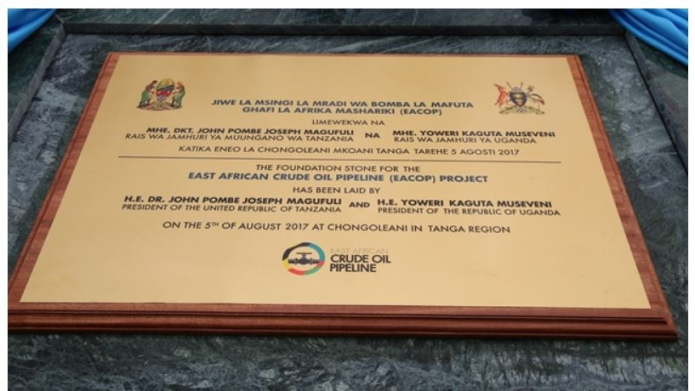 JIWE LA MSINGI LA MRADI WA BOMBA LA MAFUTA
GHAFI LA AFRIKA MASHARIKI (EACOP)
LIMEWEKWA NA
MHE. DKT. JOHN POMBE JOSEPH MAGUFULI NA MHE. YOWERI KAGUTA MUSEVENI
RAIS WA JAMHURI YA MUUNGANO WA TANZANIA RAIS WA JAMHURI YA UGANDA
KATIKA ENEO LA CHONGOLEANI MKOANI TANGA TAREHE 5 AGOSTI 2017
THE FOUNDATION STONE FOR THE
EAST AFRICAN CRUDE OIL PIPELINE (EACOP) PROJECT
HAS BEEN LAID BY
H.E. DR. JOHN POMBE JOSEPH MAGUFULI AND H.E. YOWERI KAGUTA MUSEVENI
PRESIDENT OF THE UNITED REPUBLIC OF TANZANIA PRESIDENT OF THE REPUBLIC OF UGANDA
ON THE 5TH OF AUGUST 2017 AT CHONGOLEANI IN TANGA REGION
EAST AFRICAN
CRUDE OIL
PIPELINE